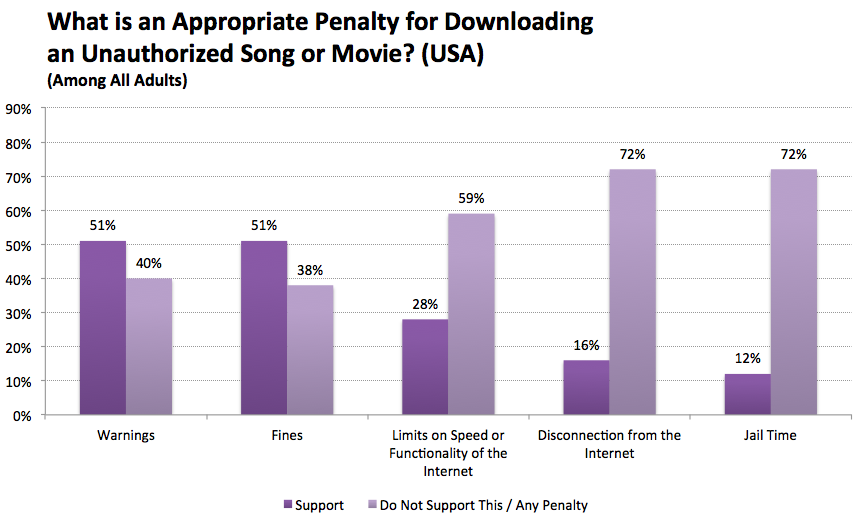 What is an Appropriate Penalty for Downloading
an Unauthorized Song or Movie? (USA)
(Among All Adults)
90%
80%
70%
60%
50%
40%
30%
20%
10%
0%
51%
40%
51%
38%
28%
59%
16%
72%
12%
72%
Warnings
Fines
Limits on Speed or
Functionality of the
Internet
Disconnection from the
Internet
Jail Time
Support
Do Not Support This / Any Penalty